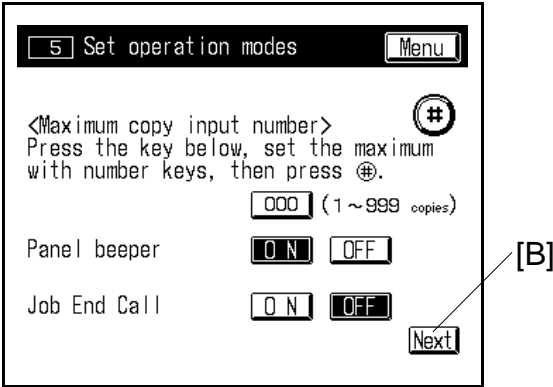 5 Set operation modes Menu
#
<Maximum copy input number>
Press the key below, set the maximum
with number keys, then press #.
000 (1~999 copies)
Panel beeper ON OFF
[B]
Job End Call ON OFF
Next